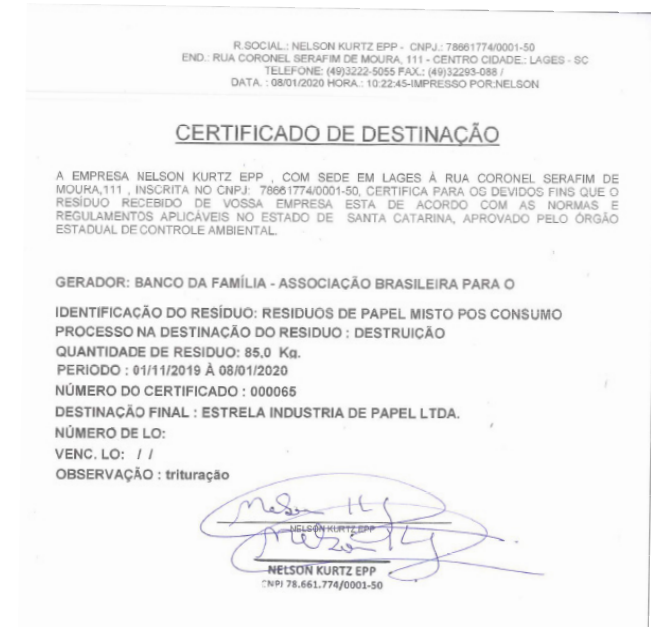 R.SOCIAL.: NELSON KURTZ EPP - CNPJ.: 78661774/0001-50
END.: RUA CORONEL SERAFIM DE MOURA, 111 - CENTRO CIDADE.: LAGES - SC
TELEFONE: (49)3222-5055 FAX.: (49)32293-088 /
DATA. : 08/01/2020 HORA.: 10:22:45-IMPRESSO POR:NELSON
CERTIFICADO DE DESTINAÇÃO
A EMPRESA NELSON KURTZ EPP , COM SEDE EM LAGES À RUA CORONEL SERAFIM DE
MOURA,111 , INSCRITA NO CNPJ: 78661774/0001-50, CERTIFICA PARA OS DEVIDOS FINS QUE O
RESÍDUO RECEBIDO DE VOSSA EMPRESA ESTA DE ACORDO COM AS NORMAS E
REGULAMENTOS APLICÁVEIS NO ESTADO DE SANTA CATARINA, APROVADO PELO ÓRGÃO
ESTADUAL DE CONTROLE AMBIENTAL.
GERADOR: BANCO DA FAMÍLIA - ASSOCIAÇÃO BRASILEIRA PARA O
IDENTIFICAÇÃO DO RESÍDUO: RESIDUOS DE PAPEL MISTO POS CONSUMO
PROCESSO NA DESTINAÇÃO DO RESIDUO : DESTRUIÇÃO
QUANTIDADE DE RESIDUO: 85,0 Kg.
PERIODO : 01/11/2019 À 08/01/2020
NÚMERO DO CERTIFICADO : 000065
DESTINAÇÃO FINAL : ESTRELA INDUSTRIA DE PAPEL LTDA.
NÚMERO DE LO:
VENC. LO: / /
OBSERVAÇÃO : trituração
NELSON KURTZ EPP
NELSON KURTZ EPP
CNPJ 78.661.774/0001-50